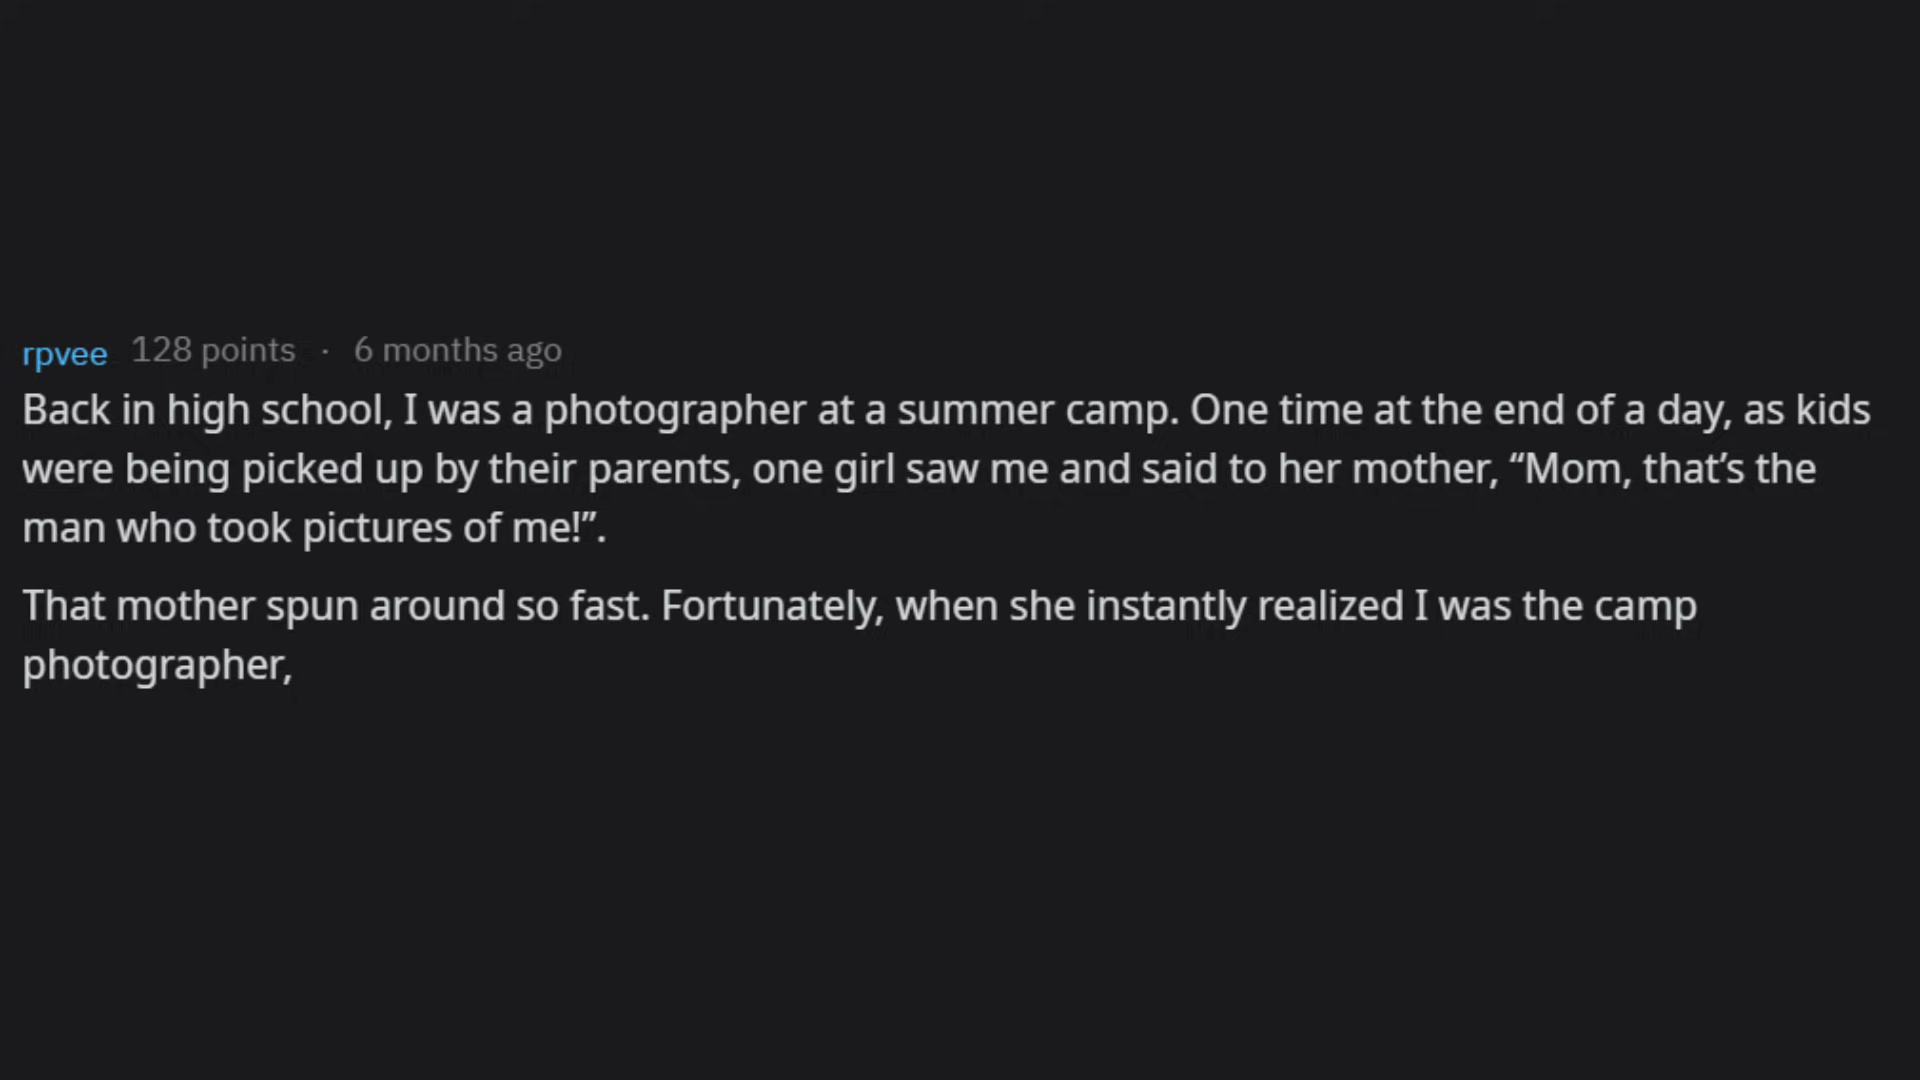 rpvee 128 points · 6 months ago
Back in high school, I was a photographer at a summer camp. One time at the end of a day, as kids
were being picked up by their parents, one girl saw me and said to her mother, “Mom, that’s the
man who took pictures of me!”.
That mother spun around so fast. Fortunately, when she instantly realized I was the camp
photographer,